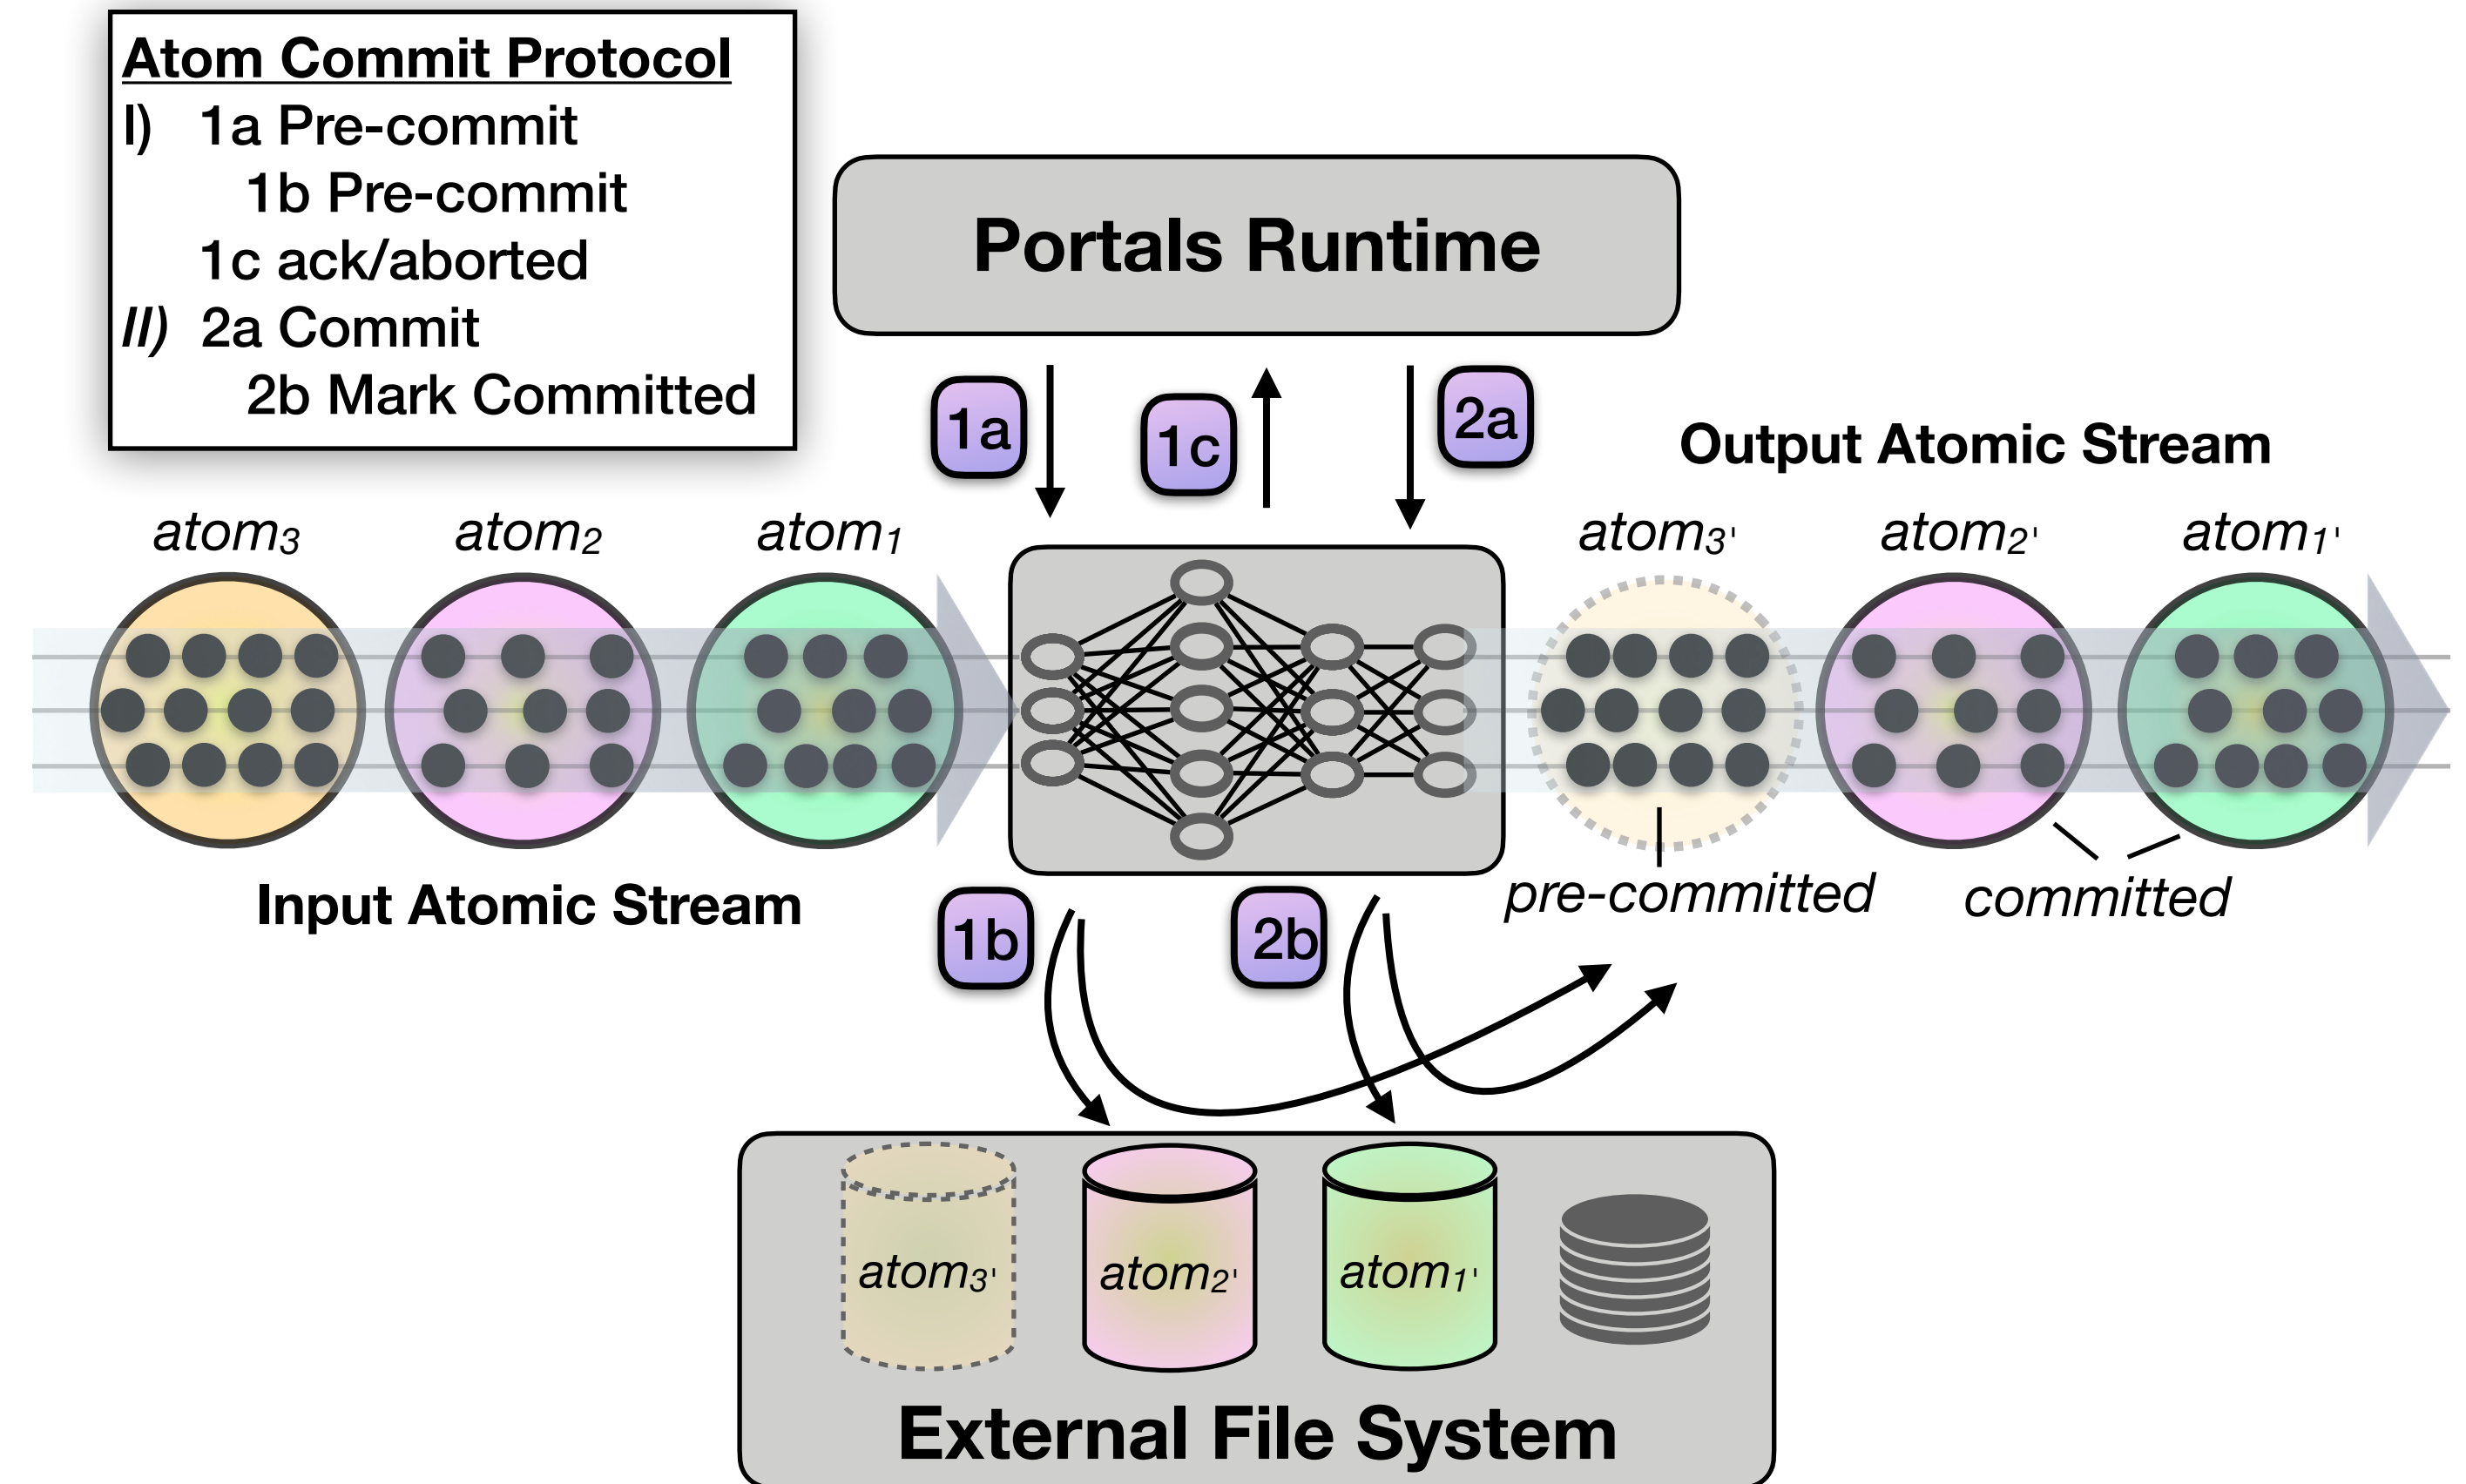 Atom Commit Protocol
I) 1a Pre-commit
1b Pre-commit
1c ack/aborted
II) 2a Commit
2b Mark Committed
Portals Runtime
1a
1c
2a
Output Atomic Stream
atom3
atom2
atom1
atom3'
atom2'
atom1'
Input Atomic Stream
pre-committed
committed
1b
2b
atom3'
atom2'
atom1'
External File System